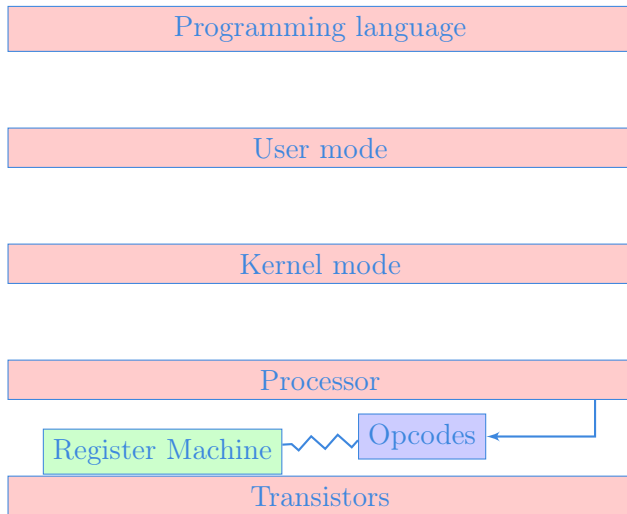 Programming language
User mode
Kernel mode
Processor
Opcodes
Register Machine
Transistors